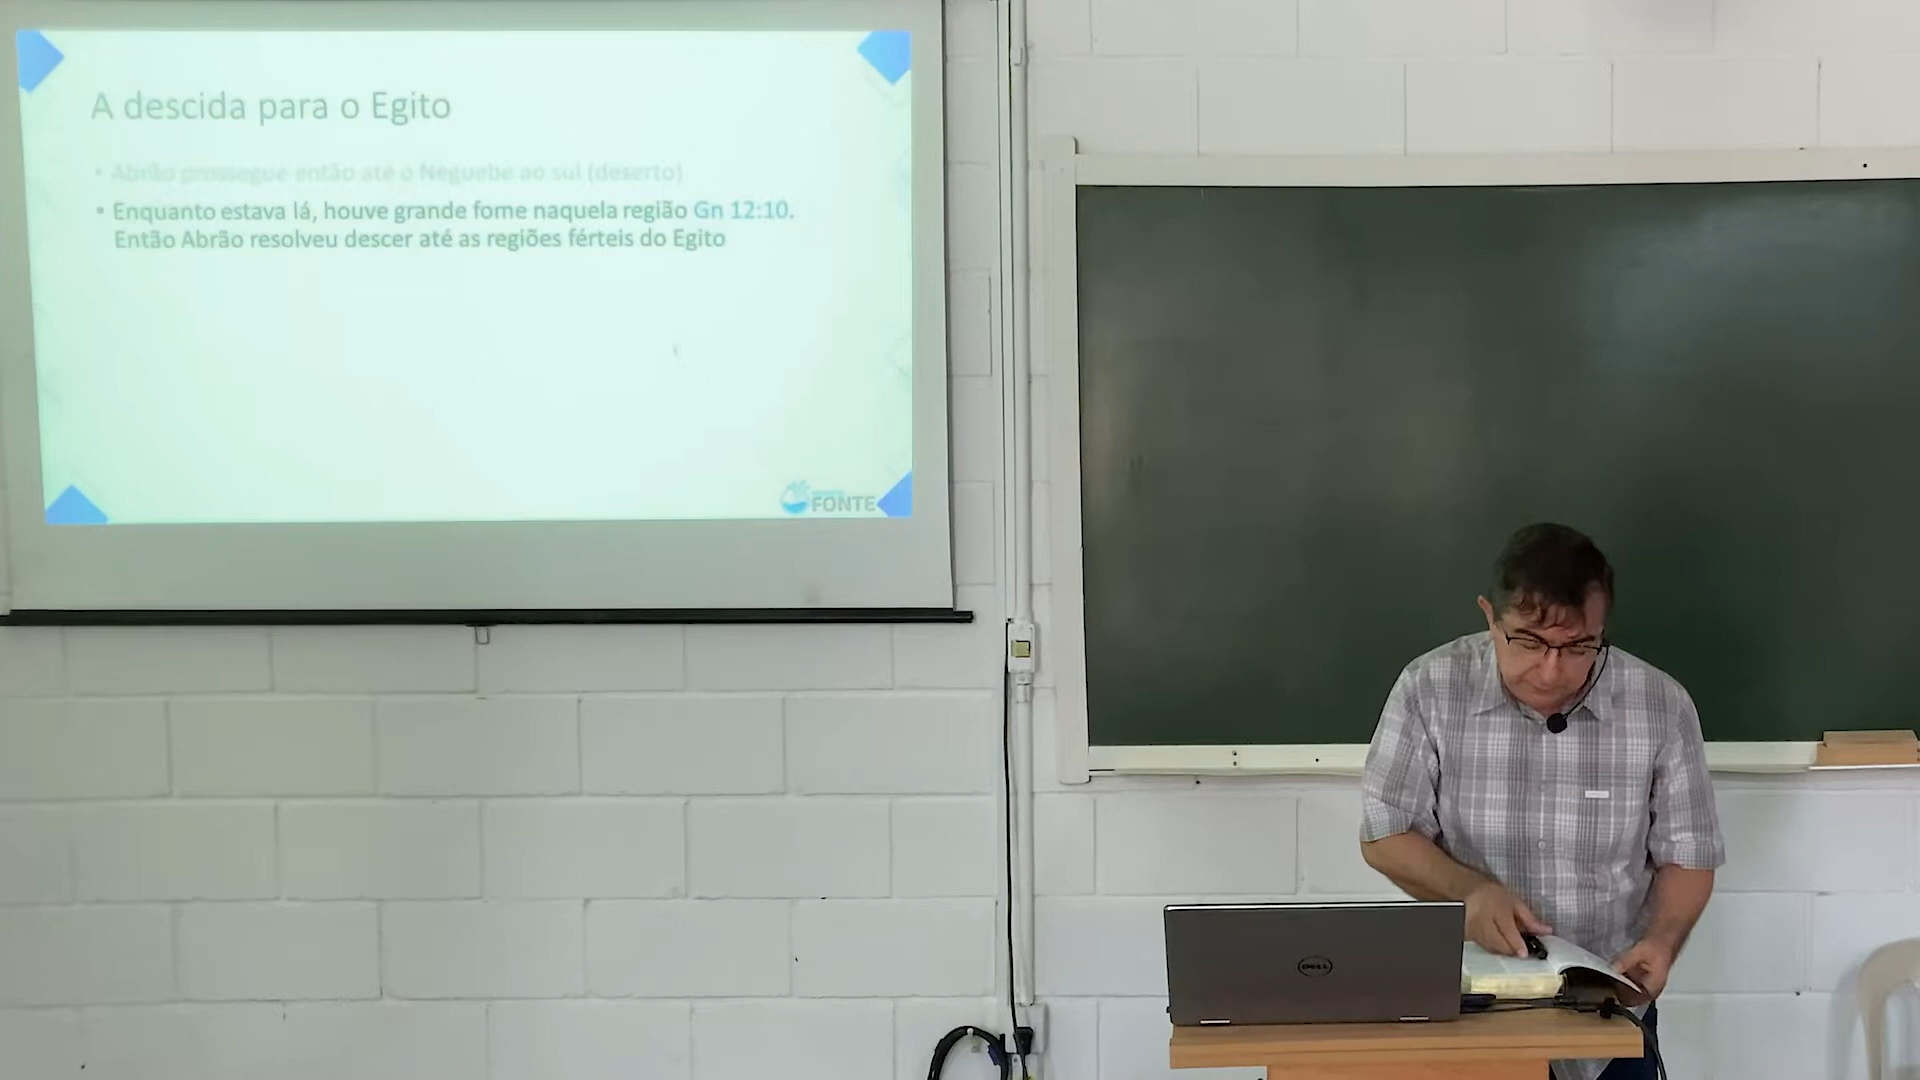 A descida para o Egito
• Abrão prossegue então até o Neguebe ao sul (deserto)
• Enquanto estava lá, houve grande fome naquela região Gn 12:10.
Então Abrão resolveu descer até as regiões férteis do Egito
FONTE
DELL